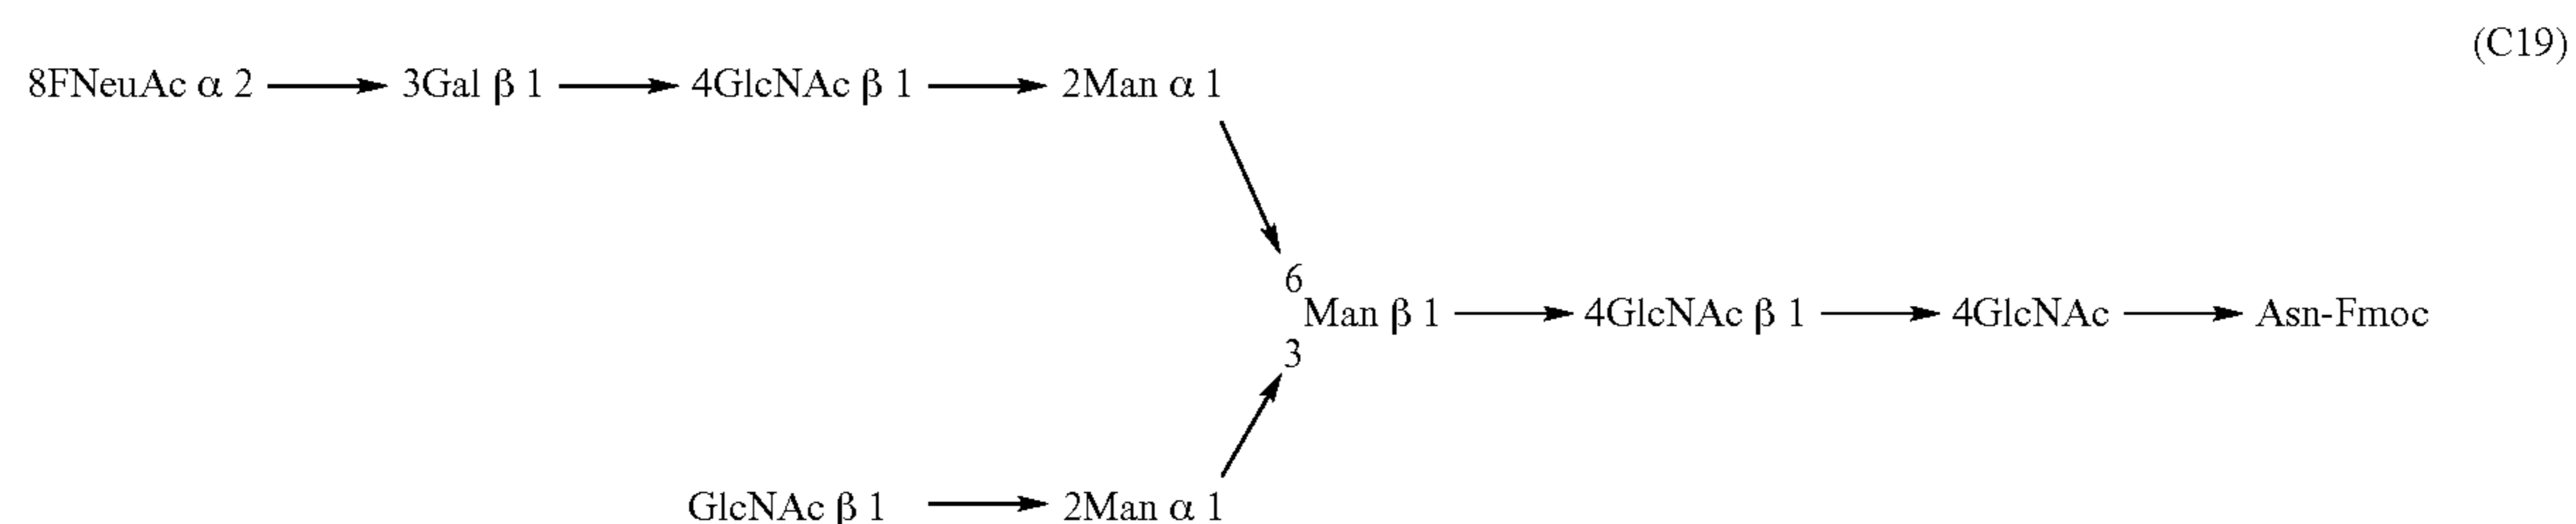 (C19)
8FNeuAc α 2 ⟶ 3Gal β 1 ⟶ 4GlcNAc β 1 ⟶ 2Man α 1
6
Man β 1 ⟶ 4GlcNAc β 1 ⟶ 4GlcNAc ⟶ Asn-Fmoc
3
GlcNAc β 1 ⟶ 2Man α 1